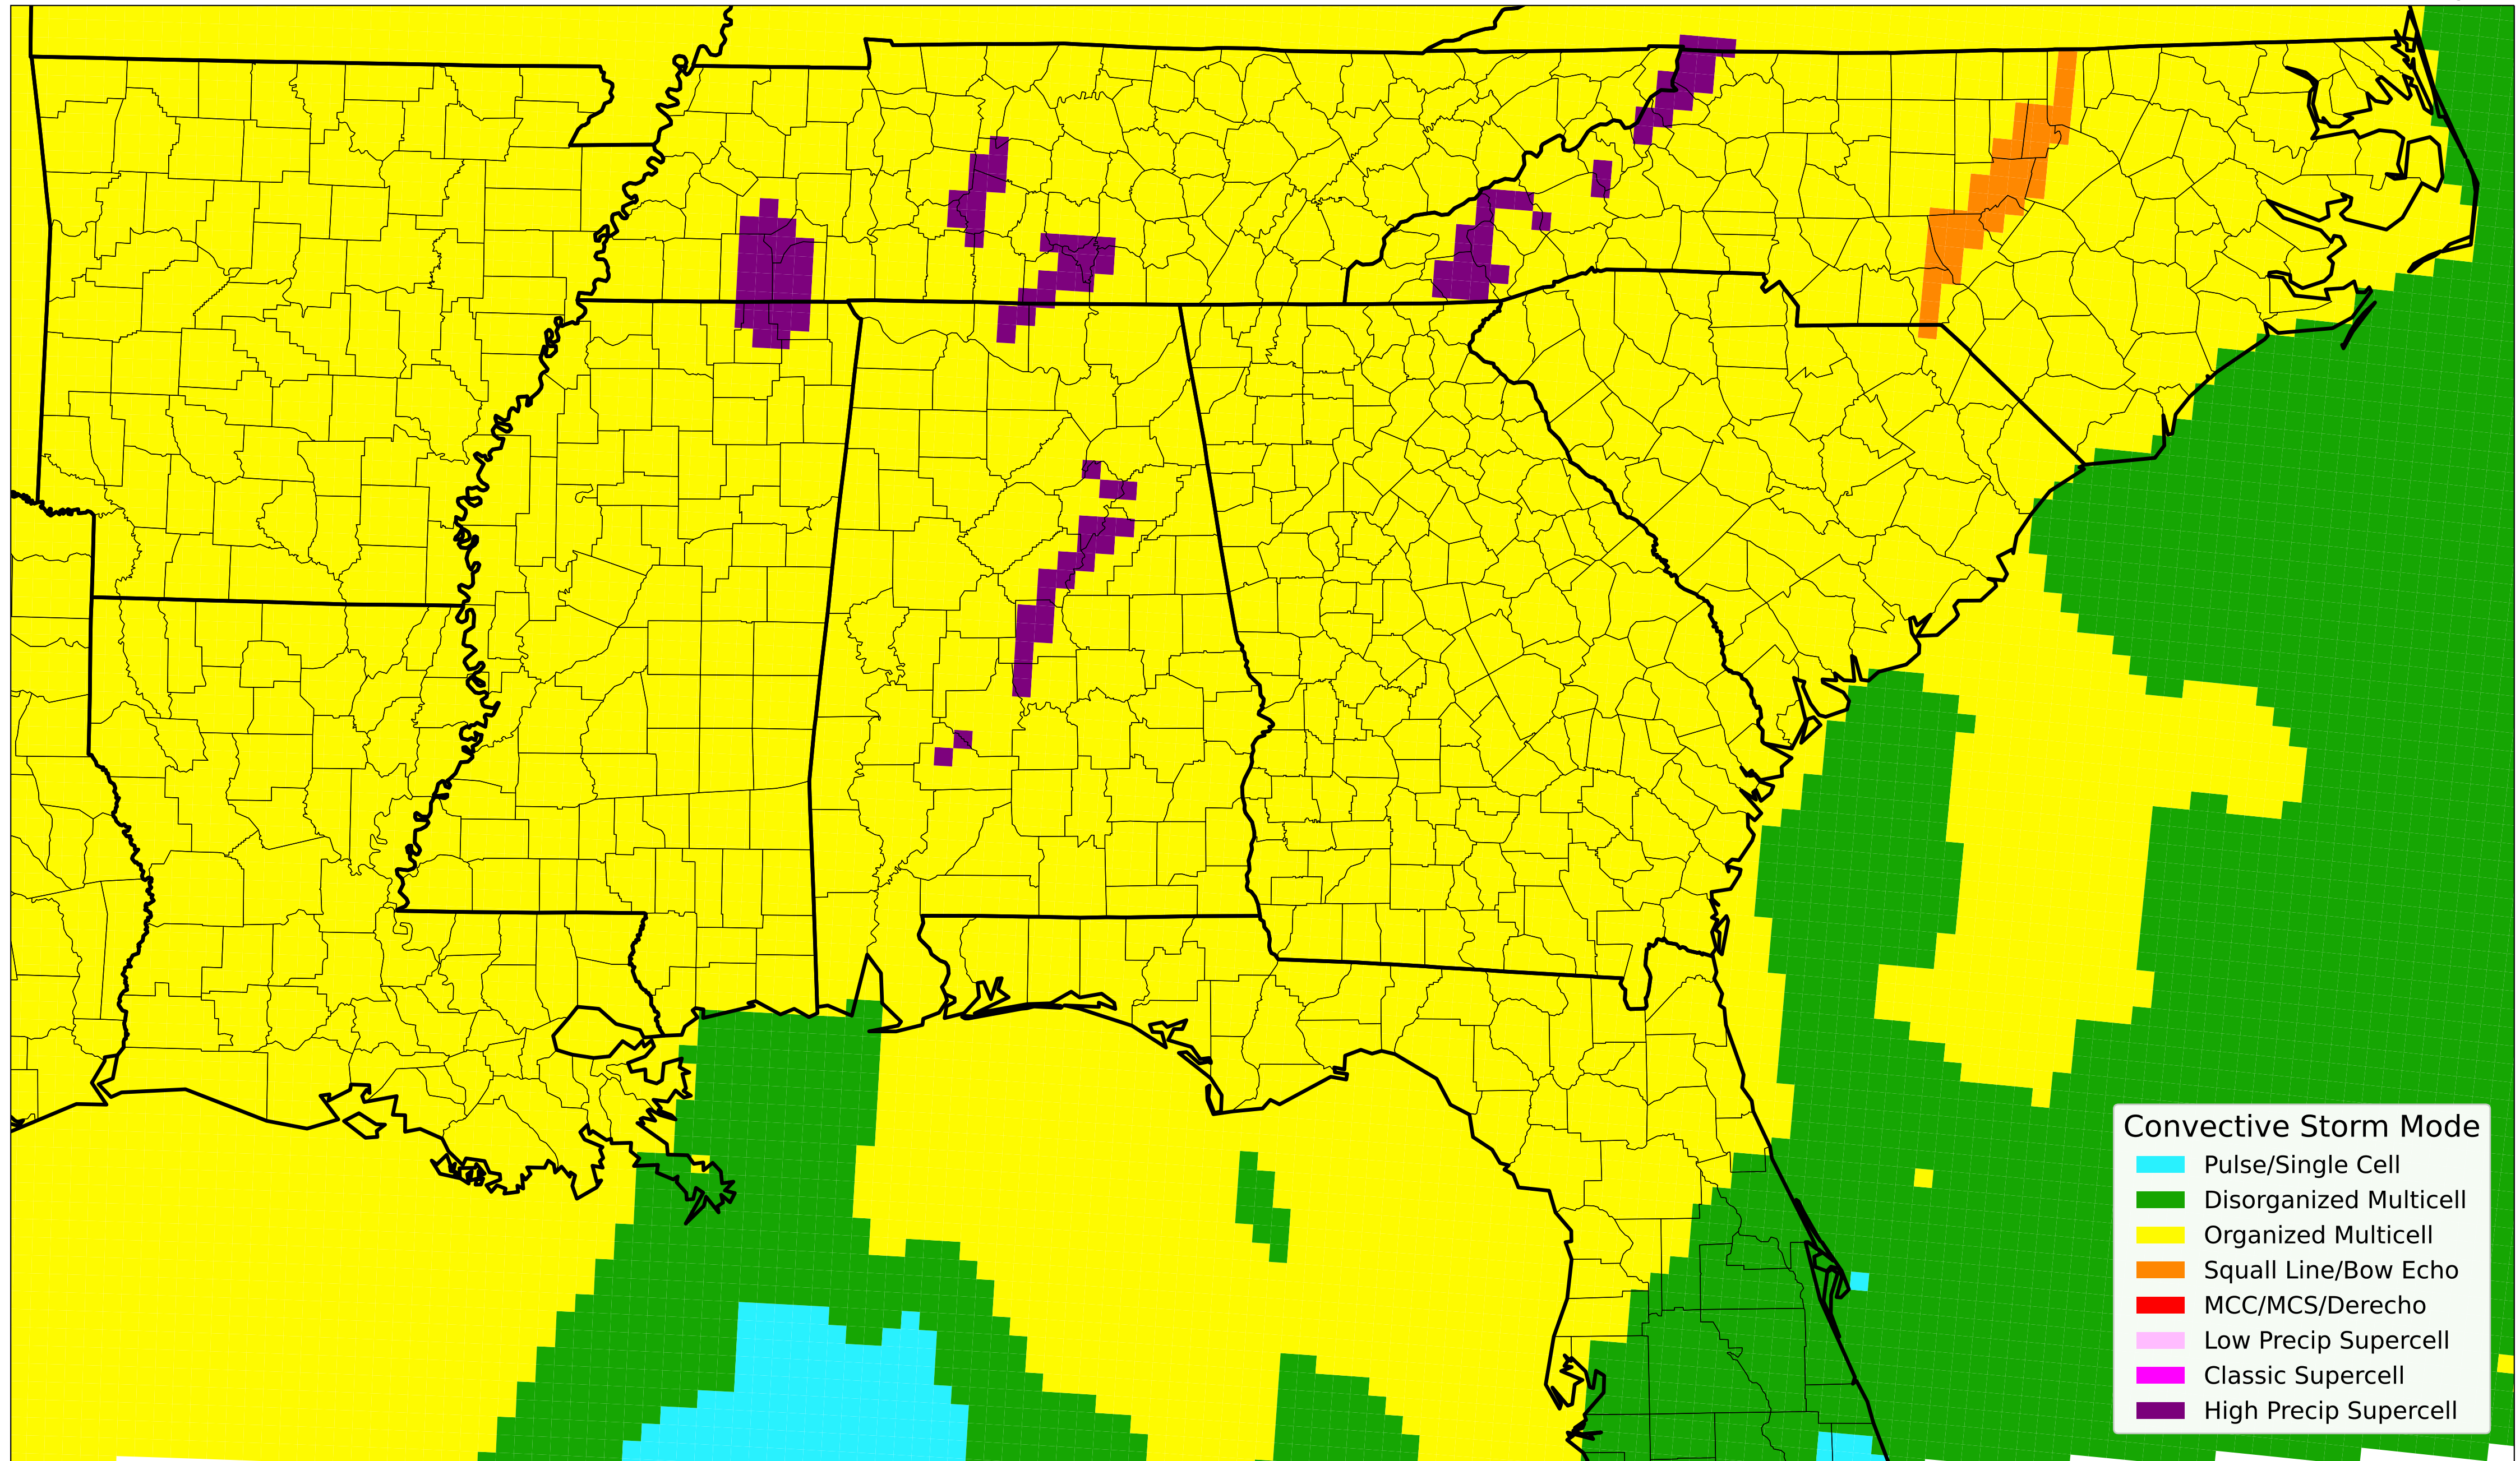 Convective Storm Mode
Pulse/Single Cell
Disorganized Multicell
Organized Multicell
Squall Line/Bow Echo
MCC/MCS/Derecho
Low Precip Supercell
Classic Supercell
High Precip Supercell